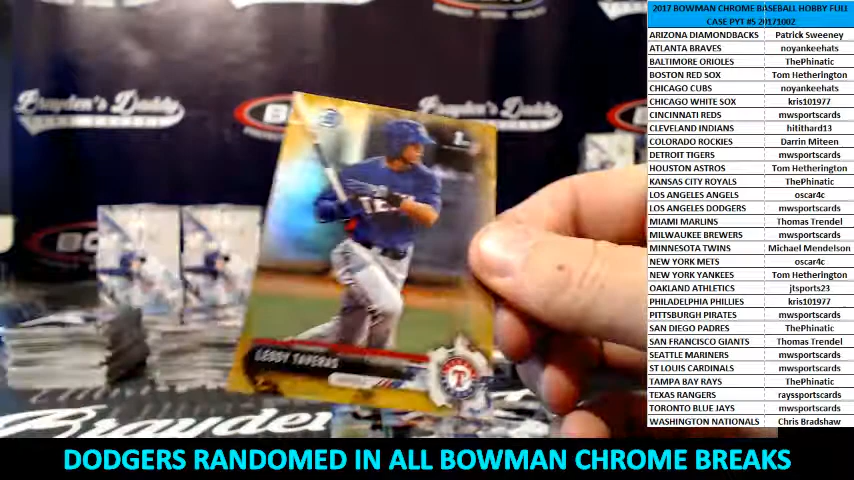 2017 BOWMAN CHROME BASEBALL HOBBY FULL
CASE PYT #5 20171002
ARIZONA DIAMONDBACKS Patrick Sweeney
ATLANTA BRAVES noyankeehats
BALTIMORE ORIOLES ThePhinatic
BOSTON RED SOX Tom Hetherington
CHICAGO CUBS noyankeehats
CHICAGO WHITE SOX kris101977
CINCINNATI REDS mwsportscards
CLEVELAND INDIANS hitithard13
COLORADO ROCKIES Darrin Miteen
DETROIT TIGERS mwsportscards
HOUSTON ASTROS Tom Hetherington
KANSAS CITY ROYALS ThePhinatic
LOS ANGELES ANGELS oscar4c
LOS ANGELES DODGERS mwsportscards
MIAMI MARLINS Thomas Trendel
MILWAUKEE BREWERS mwsportscards
MINNESOTA TWINS Michael Mendelson
NEW YORK METS oscar4c
NEW YORK YANKEES Tom Hetherington
OAKLAND ATHLETICS jtsports23
PHILADELPHIA PHILLIES kris101977
PITTSBURGH PIRATES mwsportscards
SAN DIEGO PADRES ThePhinatic
SAN FRANCISCO GIANTS Thomas Trendel
SEATTLE MARINERS mwsportscards
ST LOUIS CARDINALS mwsportscards
TAMPA BAY RAYS ThePhinatic
TEXAS RANGERS rayssportscards
TORONTO BLUE JAYS mwsportscards
WASHINGTON NATIONALS Chris Bradshaw
Brayden's Daddy
LEODY TAVERAS
T
Brayden
DODGERS RANDOMED IN ALL BOWMAN CHROME BREAKS